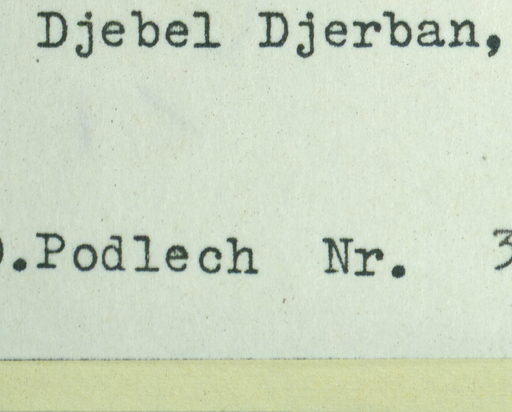 Djebel Djerban,
D.Podlech Nr. 3